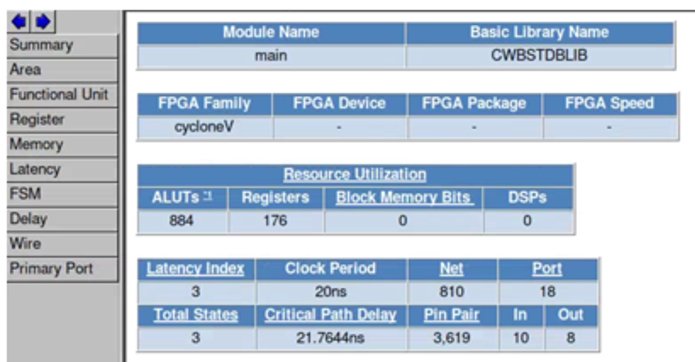 Summary
Area
Functional Unit
Register
Memory
Latency
FSM
Delay
Wire
Primary Port
Module Name Basic Library Name
main CWBSTDBLIB
FPGA Family FPGA Device FPGA Package FPGA Speed
cycloneV - - -
Resource Utilization
ALUTs *1 Registers Block Memory Bits DSPs
884 176 0 0
Latency Index Clock Period Net Port
3 20ns 810 18
Total States Critical Path Delay Pin Pair In Out
3 21.7644ns 3,619 10 8